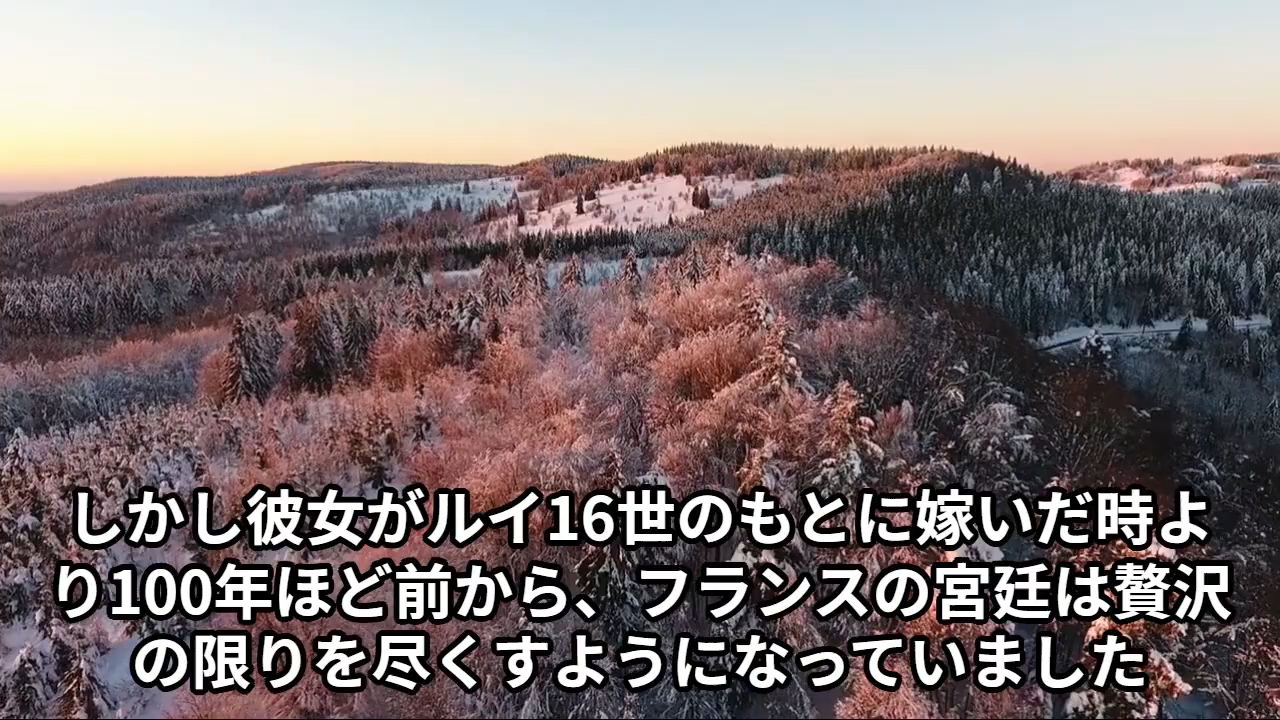 しかし彼女がルイ16世のもとに嫁いだ時よ
り100年ほど前から、フランスの宮廷は贅沢
の限りを尽くすようになっていました